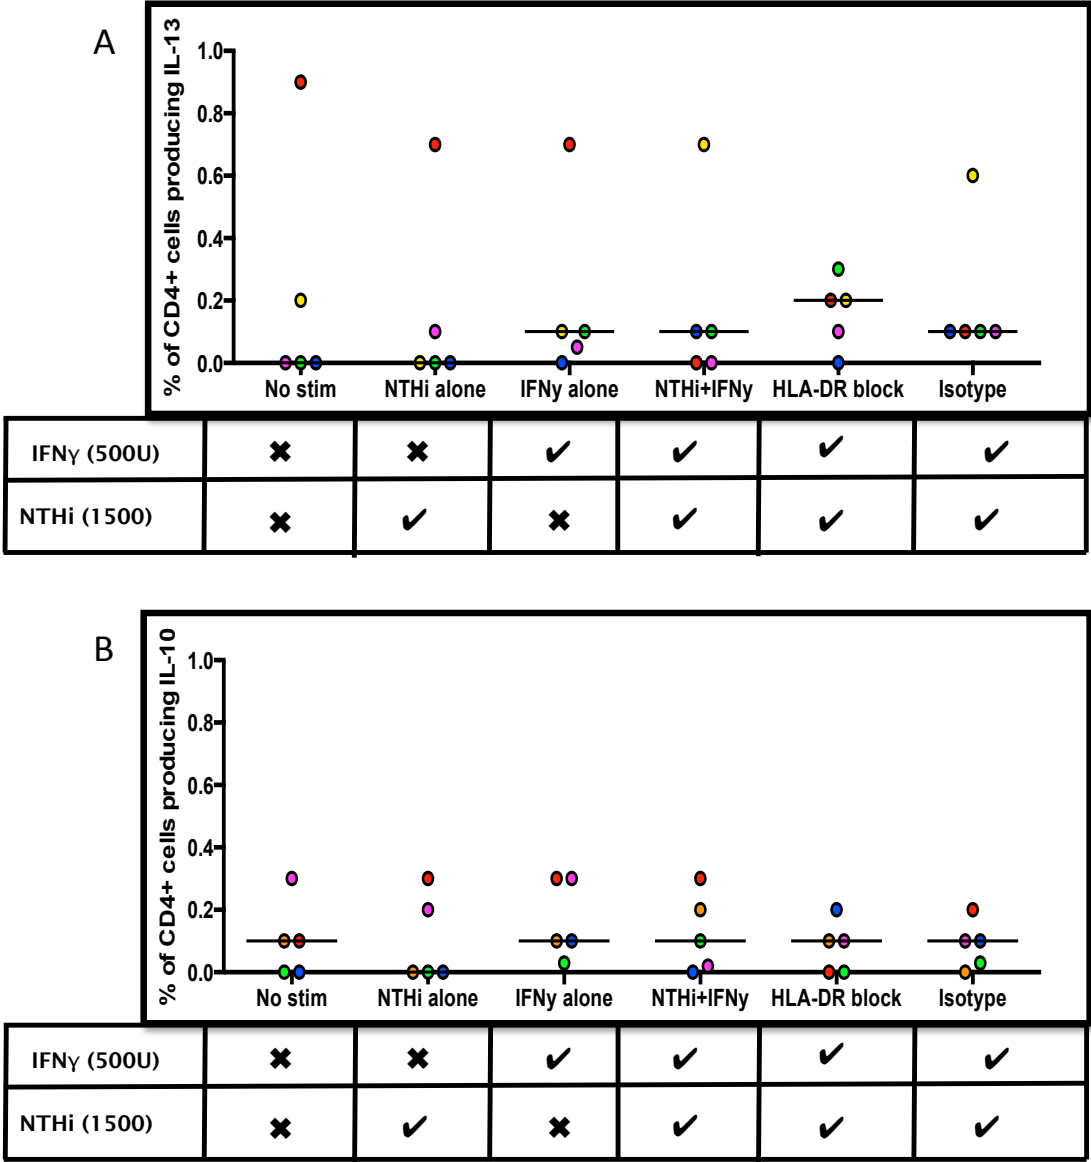 A
% of CD4+ cells producing IL-13
1.0
0.8
0.6
0.4
0.2
0.0
No stim NTHi alone IFNy alone NTHi+IFNy HLA-DR block Isotype
IFNγ (500U) ✖ ✖ ✔ ✔ ✔ ✔
NTHi (1500) ✖ ✔ ✖ ✔ ✔ ✔
B
% of CD4+ cells producing IL-10
1.0
0.8
0.6
0.4
0.2
0.0
No stim NTHi alone IFNy alone NTHi+IFNy HLA-DR block Isotype
IFNγ (500U) ✖ ✖ ✔ ✔ ✔ ✔
NTHi (1500) ✖ ✔ ✖ ✔ ✔ ✔